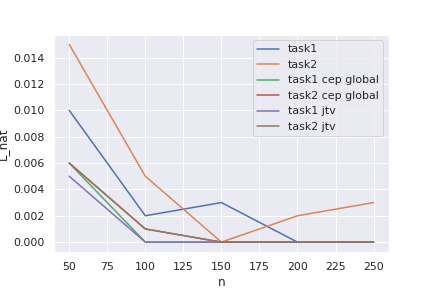 task1
task2
task1 cep global
task2 cep global
task1 jtv
task2 jtv
0.014
0.012
0.010
0.008
0.006
0.004
0.002
0.000
L_hat
50
75
100
125
150
175
200
225
250
n